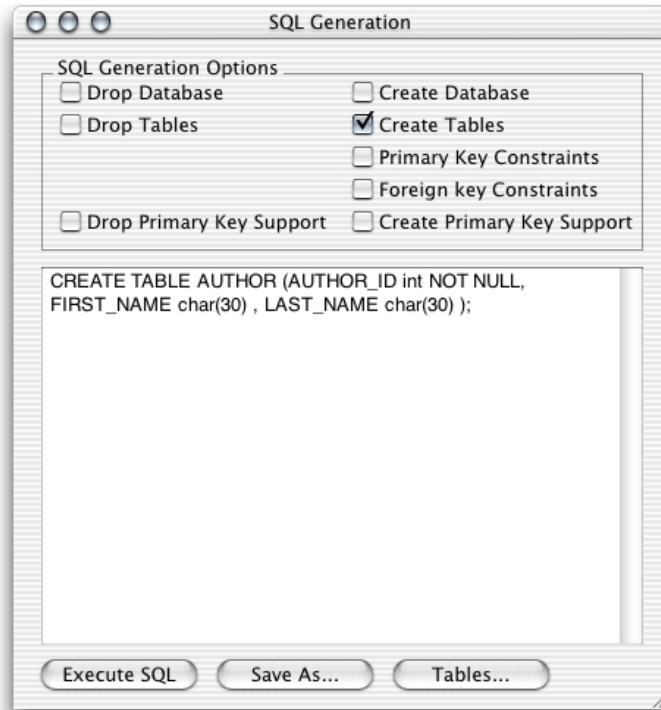 SQL Generation
SQL Generation Options
Drop Database
Create Database
Drop Tables
Create Tables
Primary Key Constraints
Foreign key Constraints
Drop Primary Key Support
Create Primary Key Support
CREATE TABLE AUTHOR (AUTHOR_ID int NOT NULL,
FIRST_NAME char(30) , LAST_NAME char(30) );
Execute SQL
Save As...
Tables...